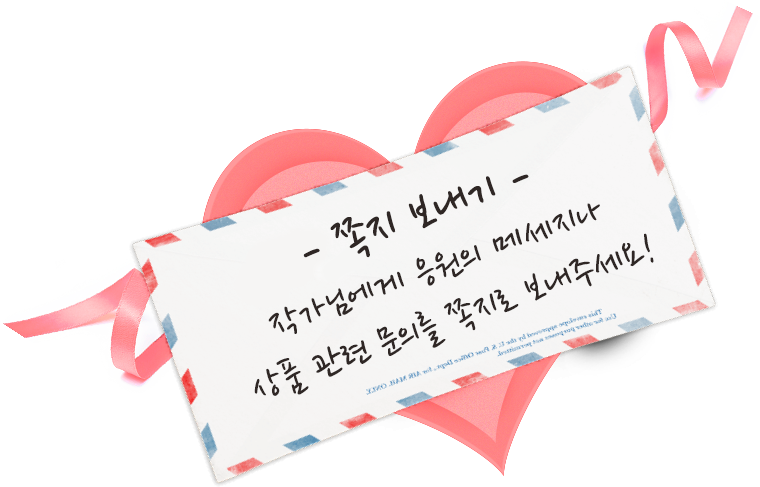 - 쪽지 보내기 -
작가님에게 응원의 메세지나
상품 관련 문의를 쪽지로 보내주세요!
This envelope approved by the U. S. Post Office Dept., for AIR MAIL ONLY.
Use for other purposes not permitted.